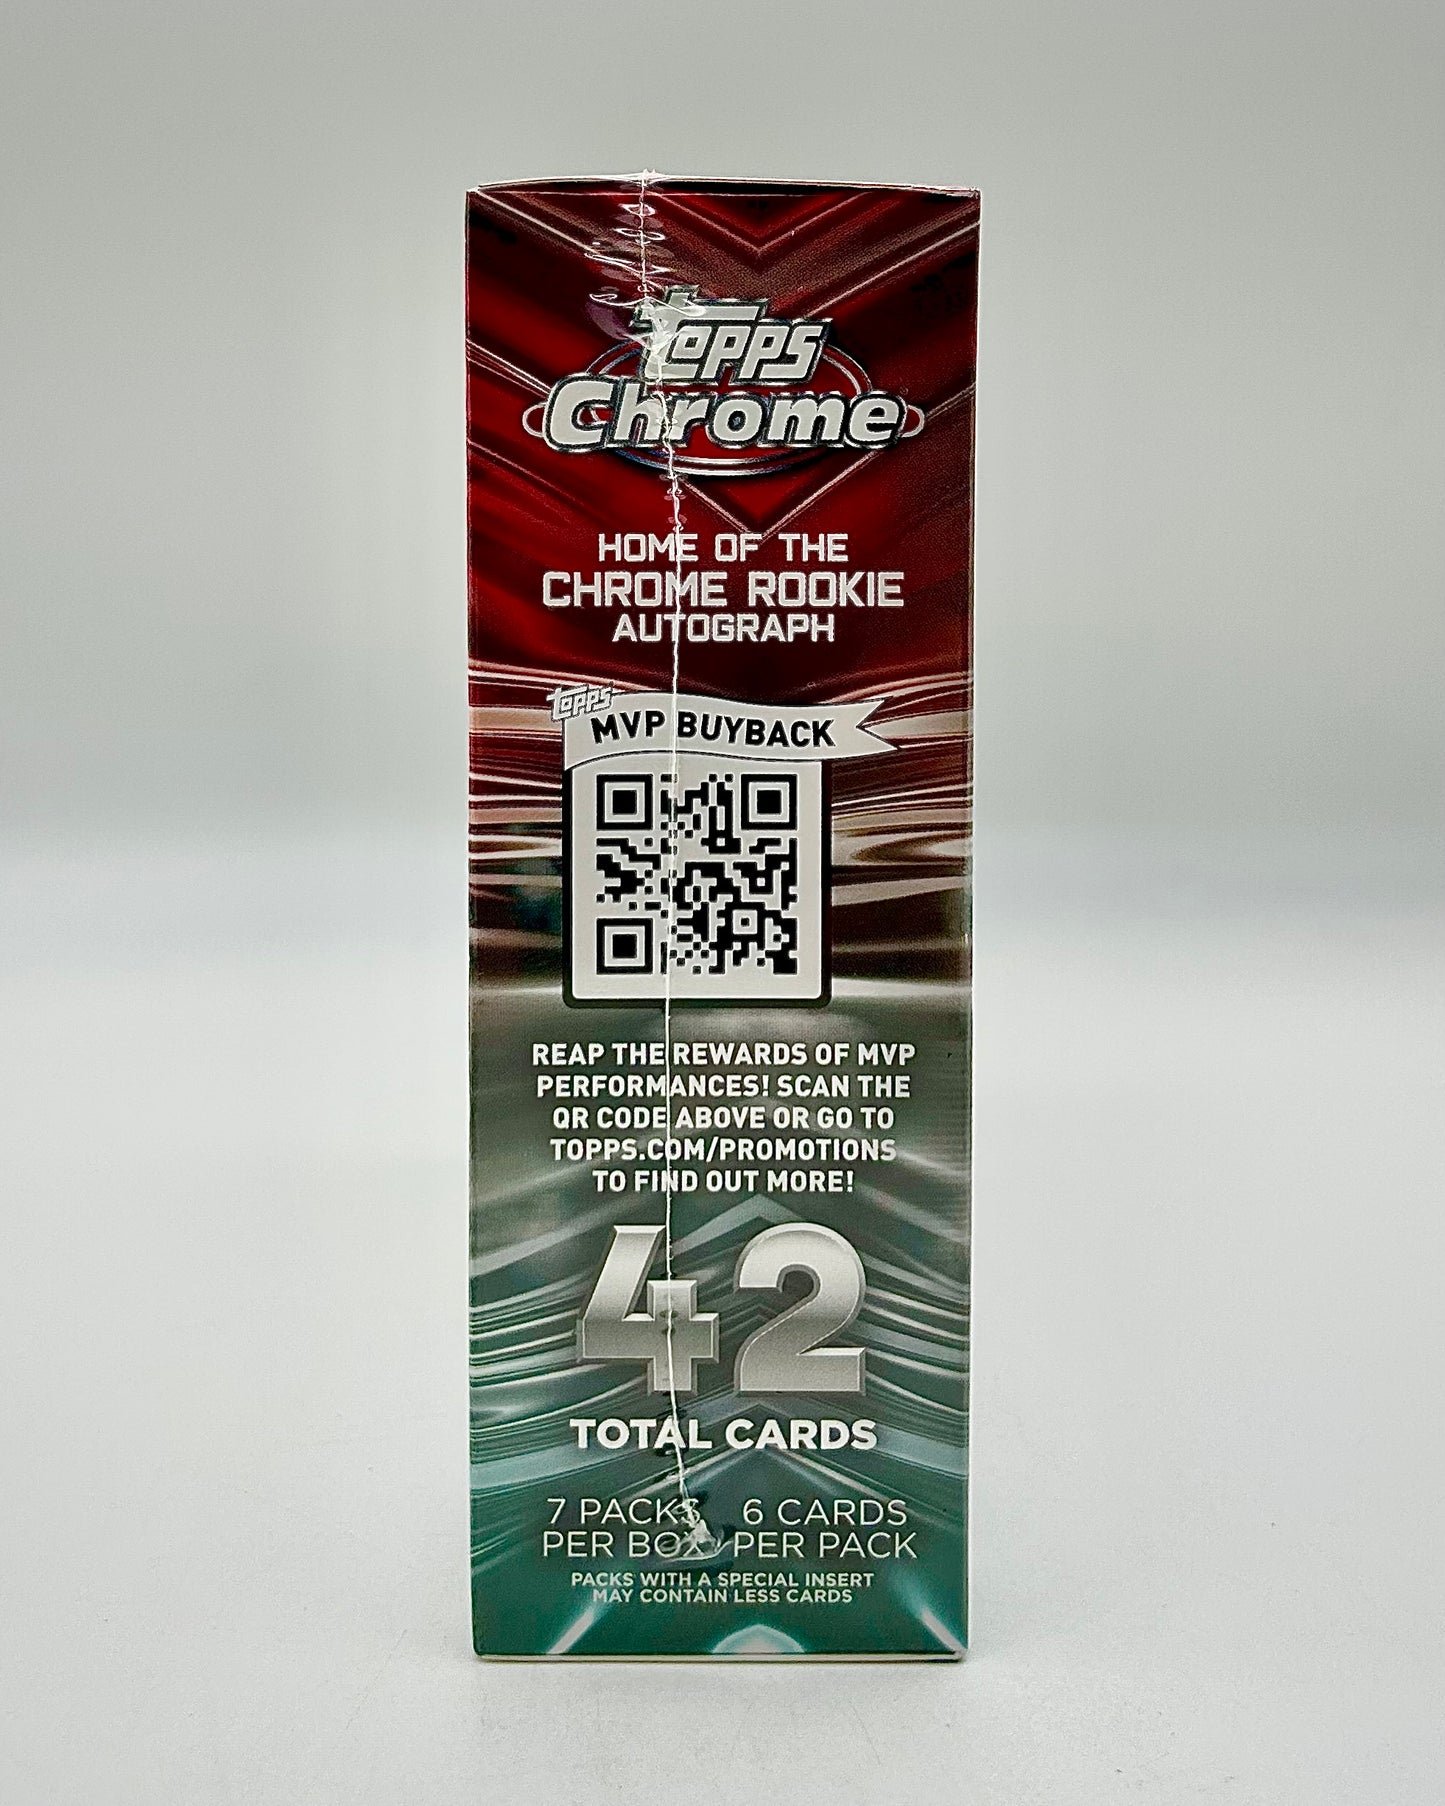 Topps
Chrome
HOME OF THE
CHROME ROOKIE
AUTOGRAPH
Topps
MVP BUYBACK
REAP THE REWARDS OF MVP
PERFORMANCES! SCAN THE
QR CODE ABOVE OR GO TO
TOPPS.COM/PROMOTIONS
TO FIND OUT MORE!
42
TOTAL CARDS
7 PACKS 6 CARDS
PER BOX PER PACK
PACKS WITH A SPECIAL INSERT
MAY CONTAIN LESS CARDS